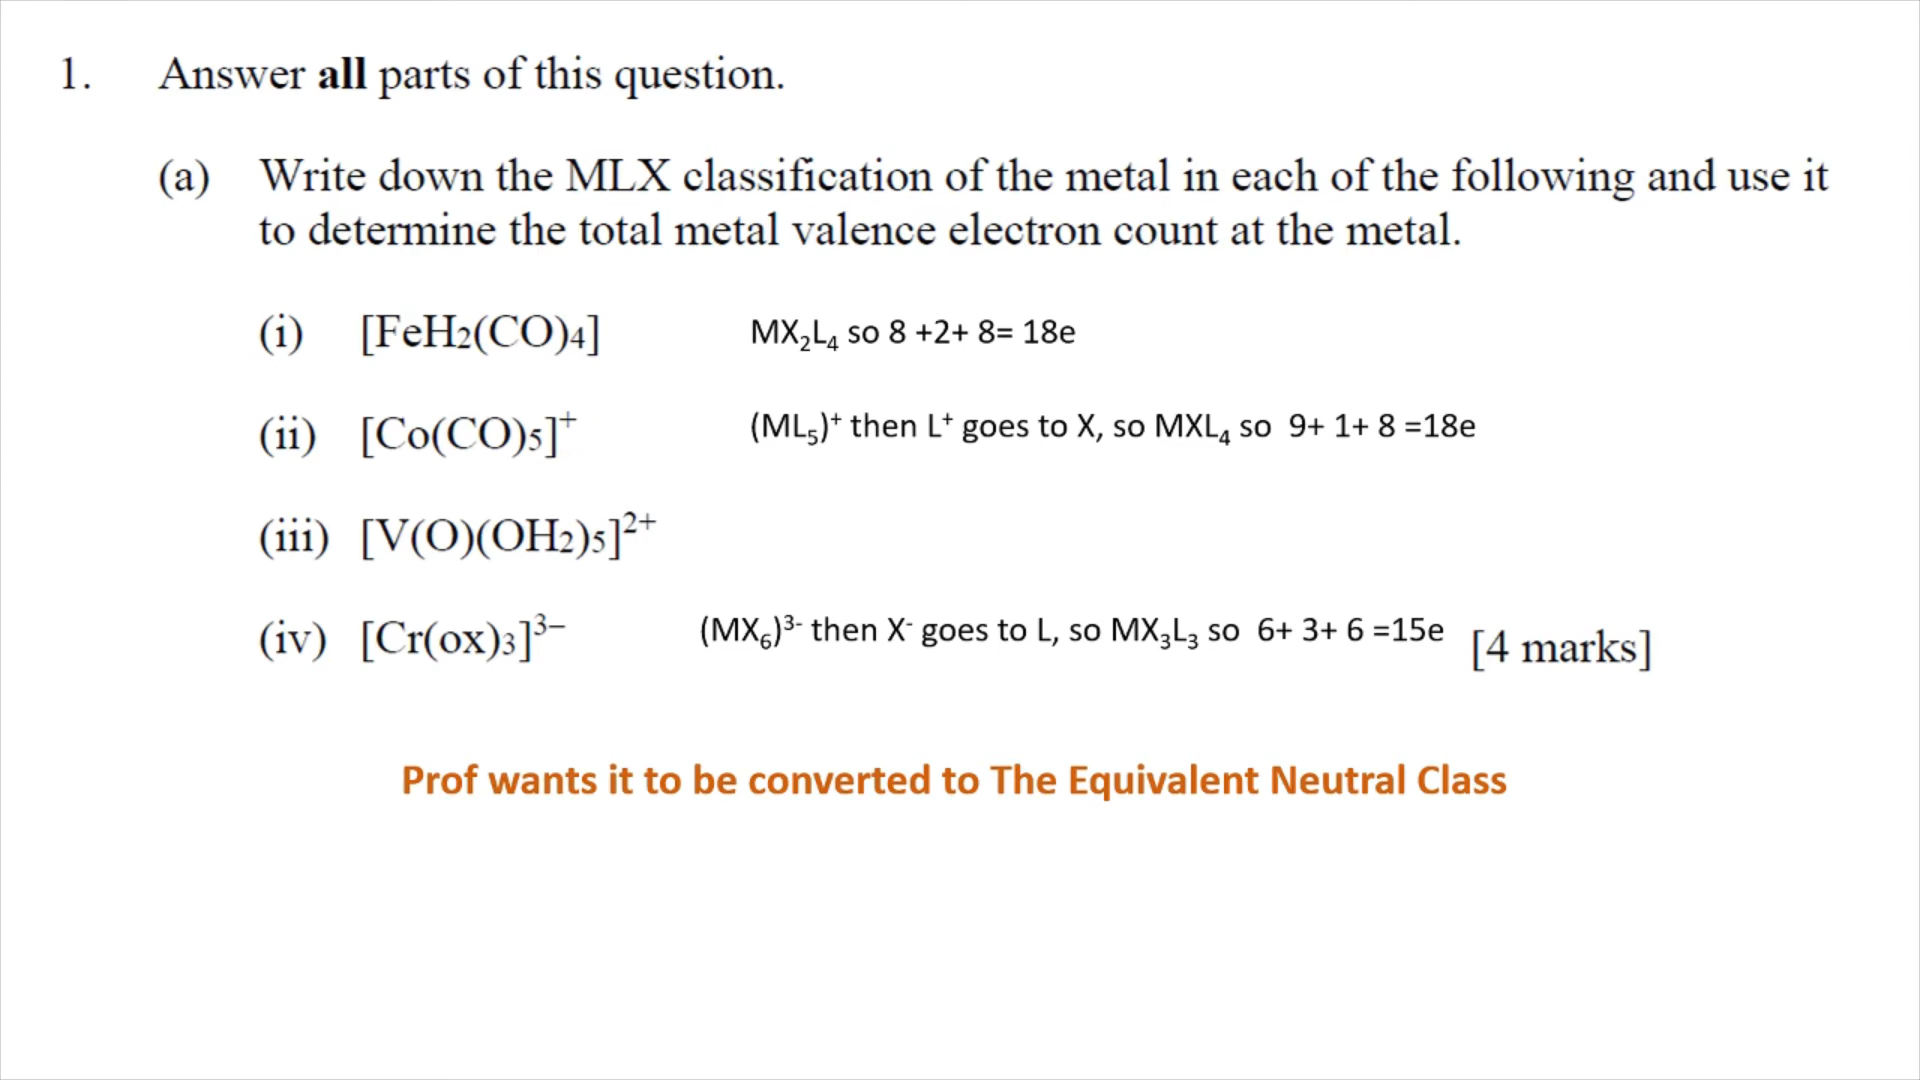 1. Answer all parts of this question.
(a) Write down the MLX classification of the metal in each of the following and use it
to determine the total metal valence electron count at the metal.
(i) [FeH₂(CO)₄] MX₂L₄ so 8 +2+ 8= 18e
(ii) [Co(CO)₅]⁺ (ML₅)⁺ then L⁺ goes to X, so MXL₄ so 9+ 1+ 8 =18e
(iii) [V(O)(OH₂)₅]²⁺
(iv) [Cr(ox)₃]³⁻ (MX₆)³⁻ then X⁻ goes to L, so MX₃L₃ so 6+ 3+ 6 =15e [4 marks]
Prof wants it to be converted to The Equivalent Neutral Class